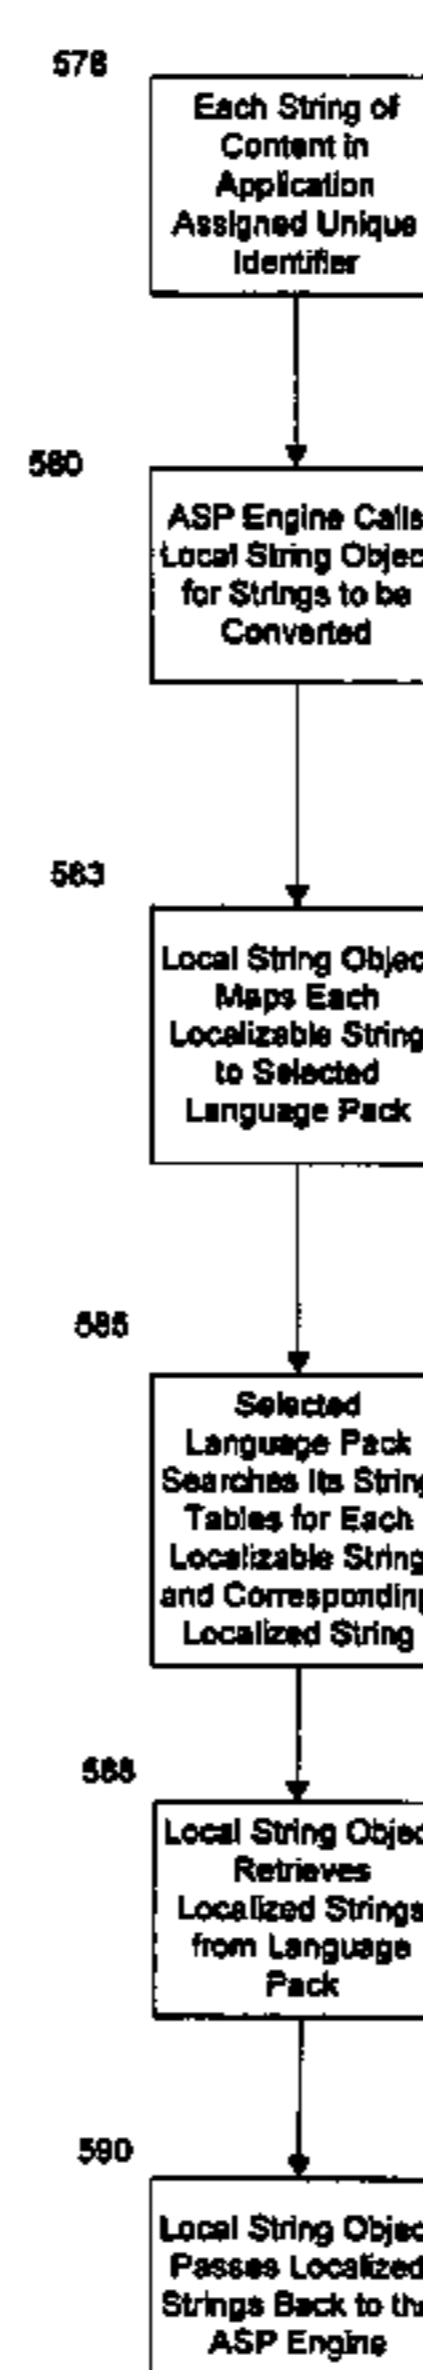 578
Each String of
Content in
Application
Assigned Unique
Identifier
580
ASP Engine Calls
Local String Objec
for Strings to be
Converted
583
Local String Objec
Maps Each
Localizable String
to Selected
Language Pack
585
Selected
Language Pack
Searches Its String
Tables for Each
Localizable String
and Corresponding
Localized String
588
Local String Objec
Retrieves
Localized Strings
from Language
Pack
590
Local String Objec
Passes Localized
Strings Back to the
ASP Engine